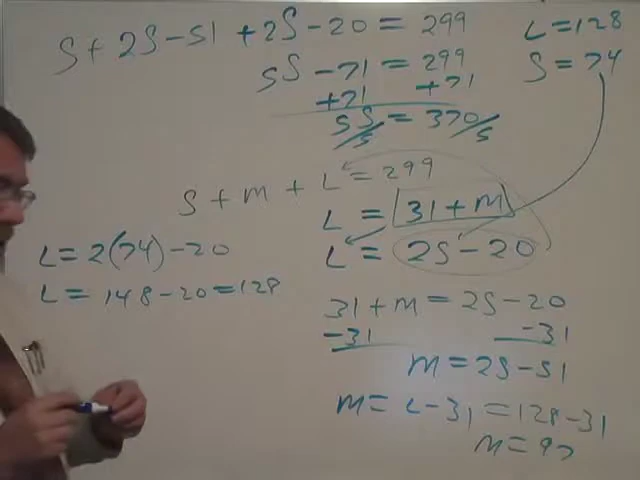 S + 2S - 51 + 2S - 20 = 299
L = 128
5S - 71 = 299
S = 74
+71 +71
5S/5 = 370/5
S + m + L = 299
L = 31 + m
L = 2(74) - 20
L = 2S - 20
L = 148 - 20 = 128
31 + m = 2S - 20
-31 -31
m = 2S - 51
m = L - 31 = 128 - 31
m = 97